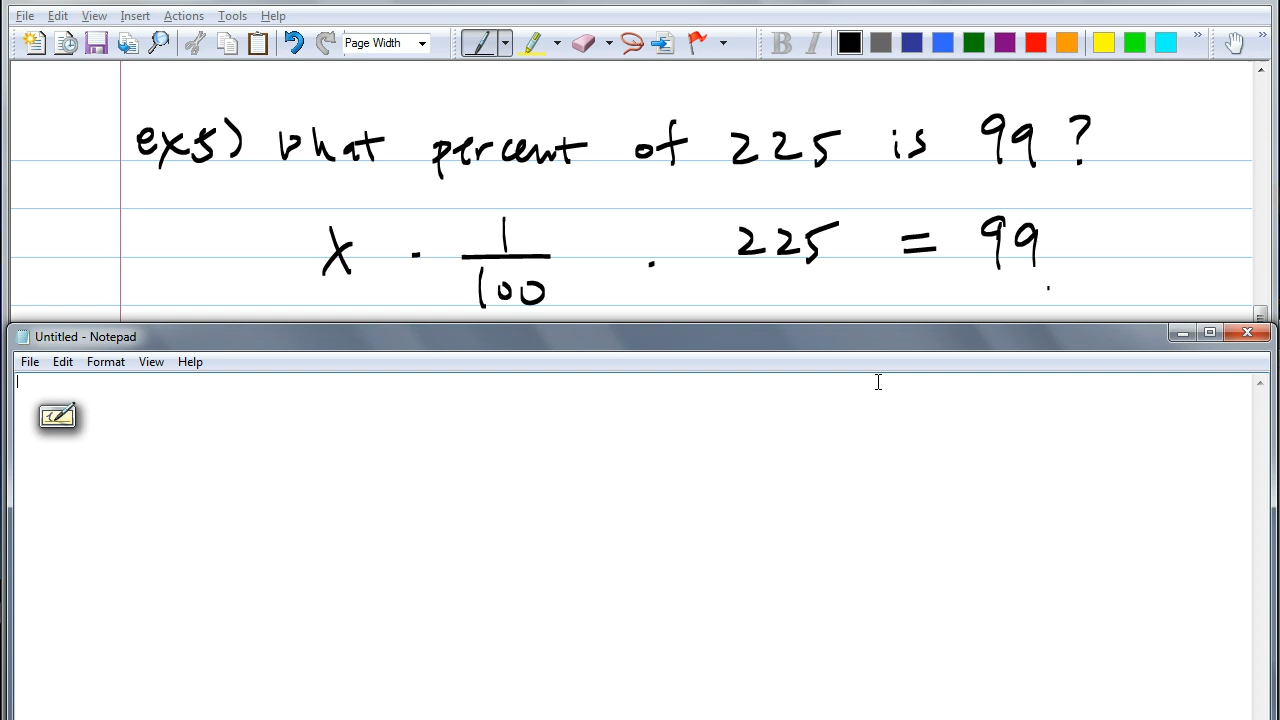 File Edit View Insert Actions Tools Help
Page Width B I
ex5) what percent of 225 is 99?
x · 1/100 · 225 = 99
Untitled - Notepad
File Edit Format View Help